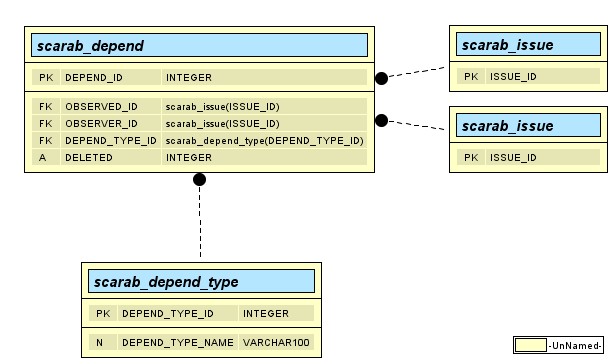 scarab_depend
PK DEPEND_ID INTEGER
FK OBSERVED_ID scarab_issue(ISSUE_ID)
FK OBSERVER_ID scarab_issue(ISSUE_ID)
FK DEPEND_TYPE_ID scarab_depend_type(DEPEND_TYPE_ID)
A DELETED INTEGER
scarab_issue
PK ISSUE_ID
scarab_issue
PK ISSUE_ID
scarab_depend_type
PK DEPEND_TYPE_ID INTEGER
N DEPEND_TYPE_NAME VARCHAR100
-UnNamed-